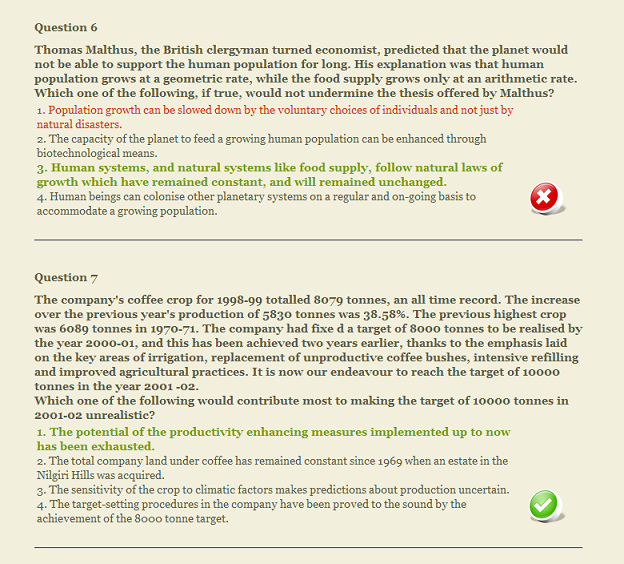 Question 6
Thomas Malthus, the British clergyman turned economist, predicted that the planet would
not be able to support the human population for long. His explanation was that human
population grows at a geometric rate, while the food supply grows only at an arithmetic rate.
Which one of the following, if true, would not undermine the thesis offered by Malthus?
1. Population growth can be slowed down by the voluntary choices of individuals and not just by
natural disasters.
2. The capacity of the planet to feed a growing human population can be enhanced through
biotechnological means.
3. Human systems, and natural systems like food supply, follow natural laws of
growth which have remained constant, and will remained unchanged.
4. Human beings can colonise other planetary systems on a regular and on-going basis to
accommodate a growing population.
Question 7
The company's coffee crop for 1998-99 totalled 8079 tonnes, an all time record. The increase
over the previous year's production of 5830 tonnes was 38.58%. The previous highest crop
was 6089 tonnes in 1970-71. The company had fixe d a target of 8000 tonnes to be realised by
the year 2000-01, and this has been achieved two years earlier, thanks to the emphasis laid
on the key areas of irrigation, replacement of unproductive coffee bushes, intensive refilling
and improved agricultural practices. It is now our endeavour to reach the target of 10000
tonnes in the year 2001 -02.
Which one of the following would contribute most to making the target of 10000 tonnes in
2001-02 unrealistic?
1. The potential of the productivity enhancing measures implemented up to now
has been exhausted.
2. The total company land under coffee has remained constant since 1969 when an estate in the
Nilgiri Hills was acquired.
3. The sensitivity of the crop to climatic factors makes predictions about production uncertain.
4. The target-setting procedures in the company have been proved to the sound by the
achievement of the 8000 tonne target.